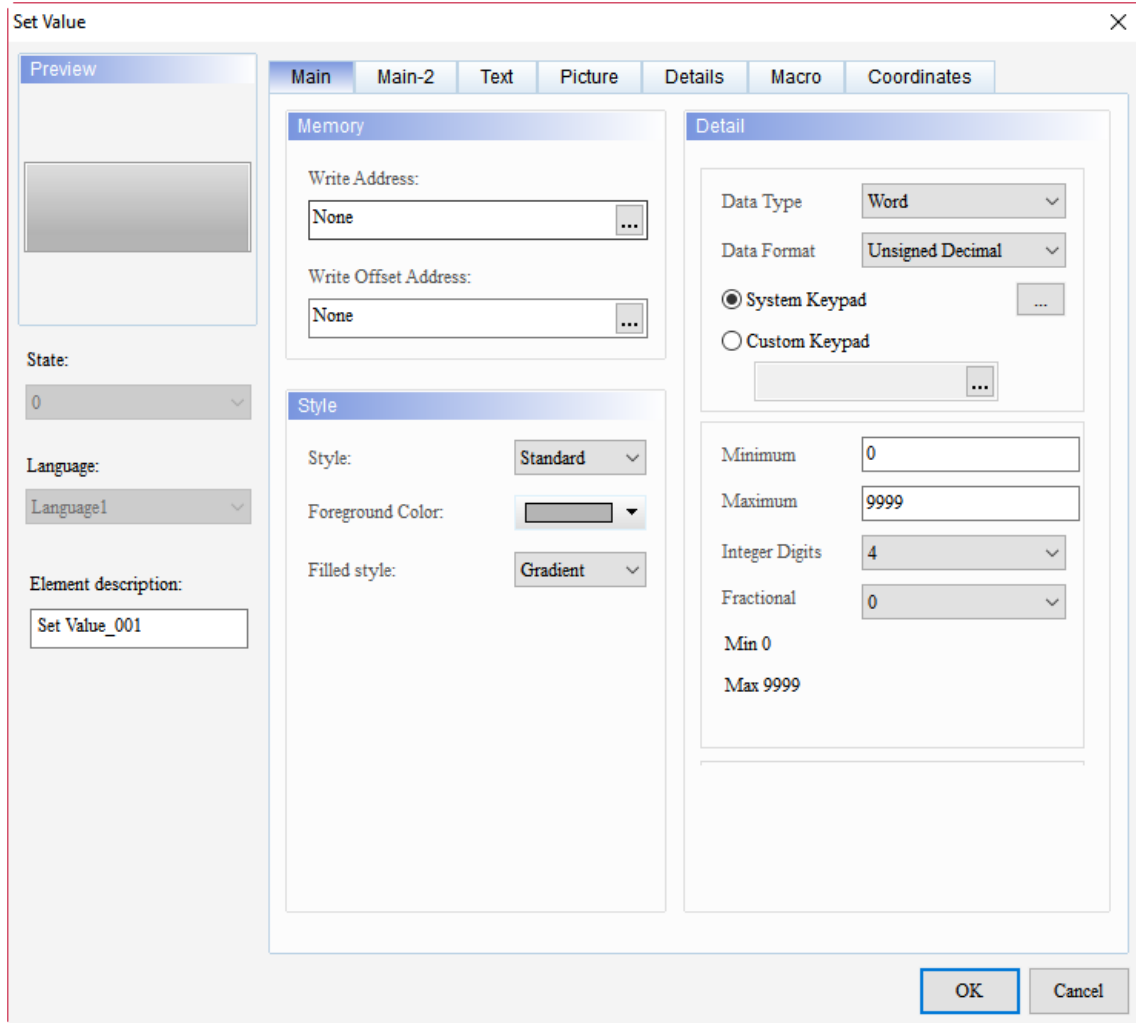 Set Value
Preview
State:
0
Language:
Language1
Element description:
Set Value_001
Main
Main-2
Text
Picture
Details
Macro
Coordinates
Memory
Write Address:
None
...
Write Offset Address:
None
...
Style
Style:
Standard
Foreground Color:
Filled style:
Gradient
Detail
Data Type
Word
Data Format
Unsigned Decimal
System Keypad
...
Custom Keypad
...
Minimum
0
Maximum
9999
Integer Digits
4
Fractional
0
Min 0
Max 9999
OK
Cancel